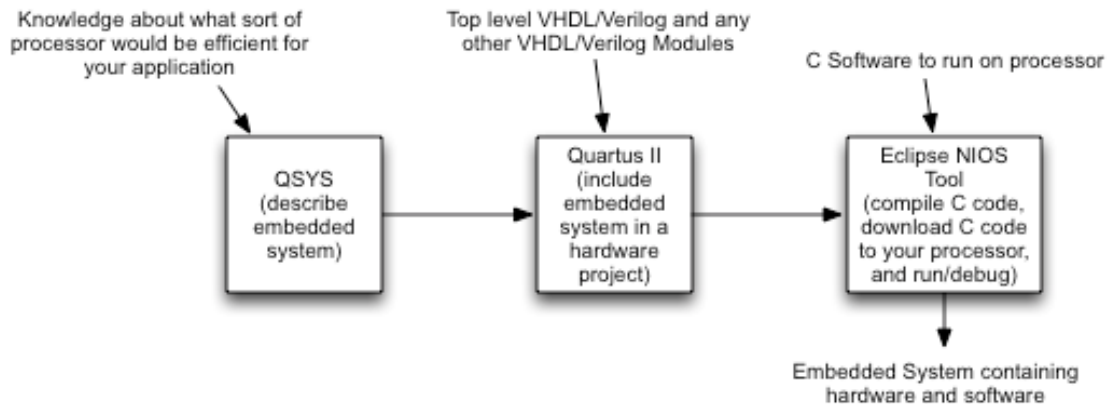 Knowledge about what sort of
processor would be efficient for
your application
Top level VHDL/Verilog and any
other VHDL/Verilog Modules
C Software to run on processor
QSYS
(describe
embedded
system)
Quartus II
(include
embedded
system in a
hardware
project)
Eclipse NIOS
Tool
(compile C code,
download C code
to your processor,
and run/debug)
Embedded System containing
hardware and software